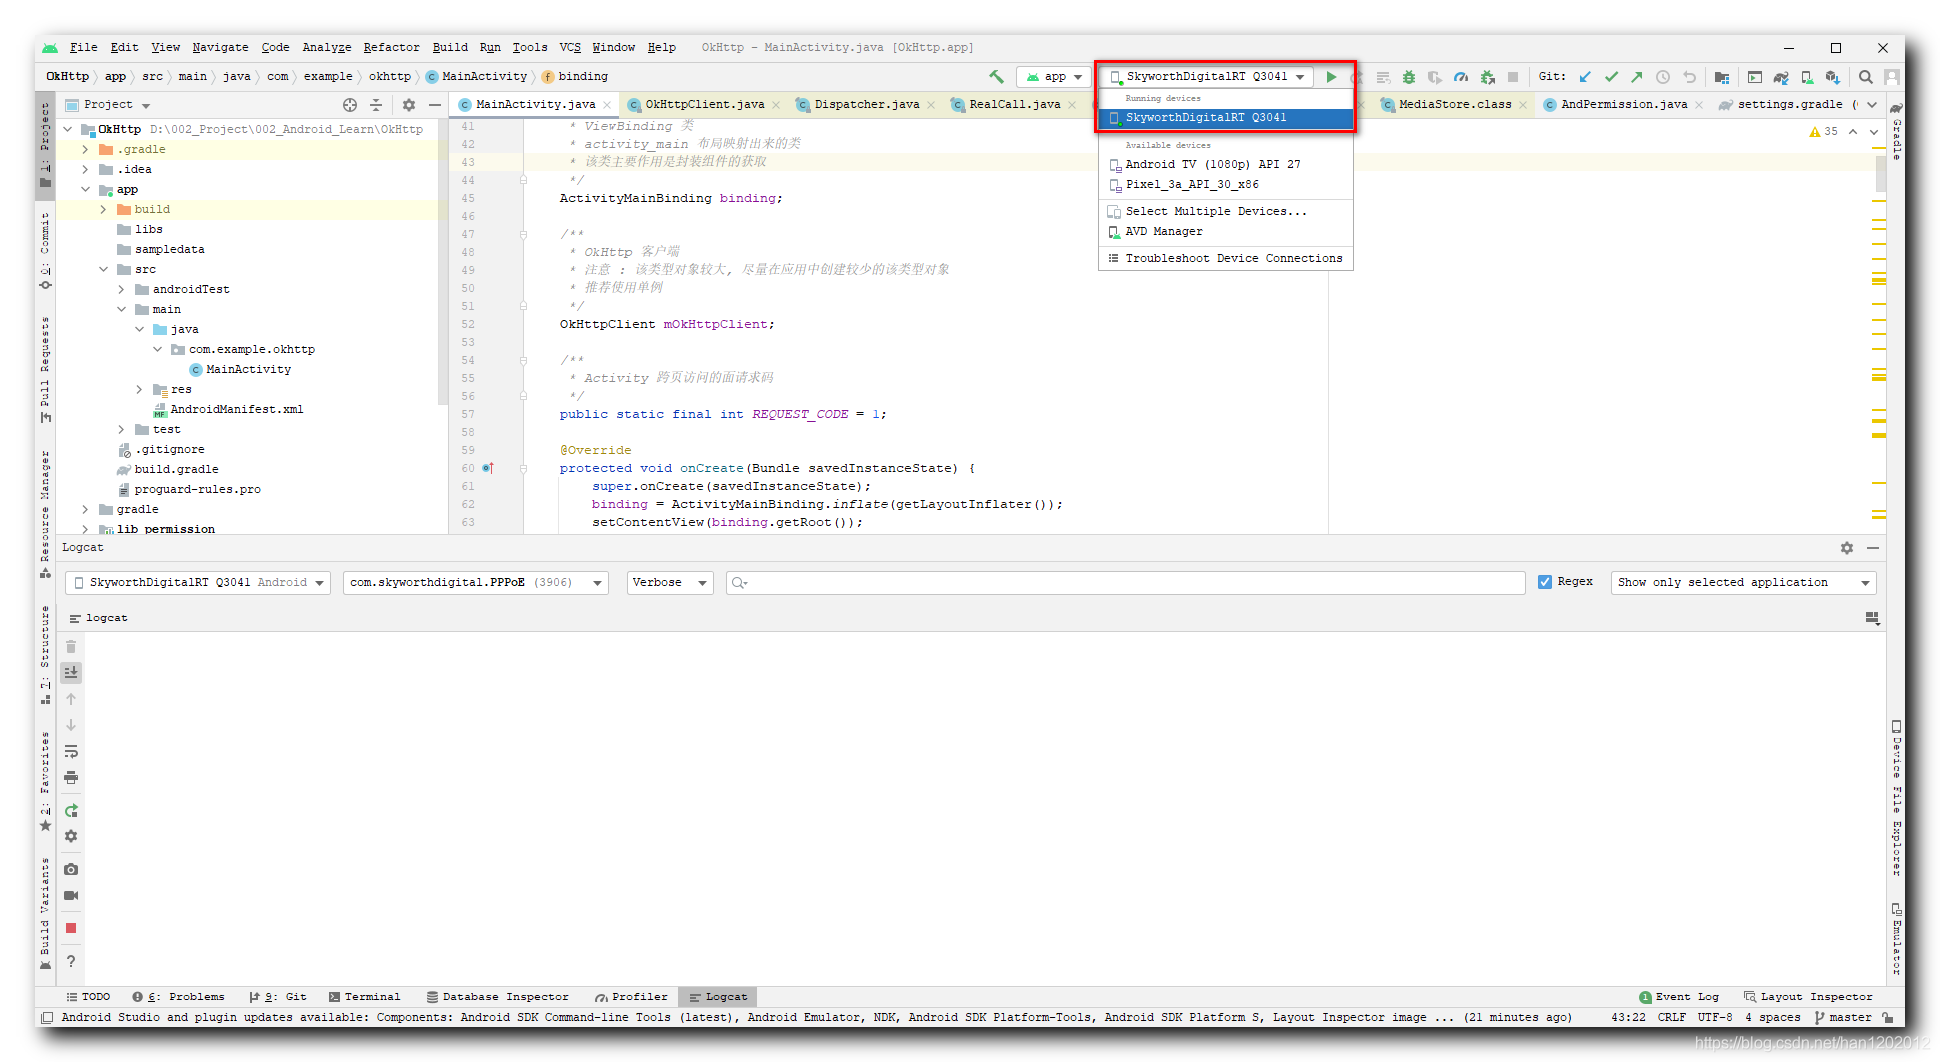 File Edit View Navigate Code Analyze Refactor Build Run Tools VCS Window Help OkHttp - MainActivity.java [OkHttp.app]
OkHttp app src main java com example okhttp MainActivity binding
app
SkyworthDigitalRT Q3041
Git:
Running devices
SkyworthDigitalRT Q3041
Available devices
Android TV (1080p) API 27
Pixel_3a_API_30_x86
Select Multiple Devices...
AVD Manager
Troubleshoot Device Connections
Project
MainActivity.java OkHttpClient.java Dispatcher.java RealCall.java MediaStore.class AndPermission.java settings.gradle (
35
OkHttp D:\002_Project\002_Android_Learn\OkHttp
.gradle
.idea
app
build
libs
sampledata
src
androidTest
main
java
com.example.okhttp
MainActivity
res
AndroidManifest.xml
test
.gitignore
build.gradle
proguard-rules.pro
gradle
lib_permission
41 * ViewBinding 类
42 * activity_main 布局映射出来的类
43 * 该类主要作用是封装组件的获取
44 */
45 ActivityMainBinding binding;
46
47 /**
48 * OkHttp 客户端
49 * 注意 : 该类型对象较大, 尽量在应用中创建较少的该类型对象
50 * 推荐使用单例
51 */
52 OkHttpClient mOkHttpClient;
53
54 /**
55 * Activity 跨页访问的面请求码
56 */
57 public static final int REQUEST_CODE = 1;
58
59 @Override
60 protected void onCreate(Bundle savedInstanceState) {
61 super.onCreate(savedInstanceState);
62 binding = ActivityMainBinding.inflate(getLayoutInflater());
63 setContentView(binding.getRoot());
1: Project
0: Commit
Pull Requests
Resource Manager
7: Structure
2: Favorites
Build Variants
Gradle
Device File Explorer
Emulator
Logcat
SkyworthDigitalRT Q3041 Android
com.skyworthdigital.PPPoE (3906)
Verbose
Regex
Show only selected application
logcat
TODO 6: Problems 9: Git Terminal Database Inspector Profiler Logcat 1 Event Log Layout Inspector
Android Studio and plugin updates available: Components: Android SDK Command-line Tools (latest), Android Emulator, NDK, Android SDK Platform-Tools, Android SDK Platform S, Layout Inspector image ... (21 minutes ago) 43:22 CRLF UTF-8 4 spaces master
https://blog.csdn.net/han1202012